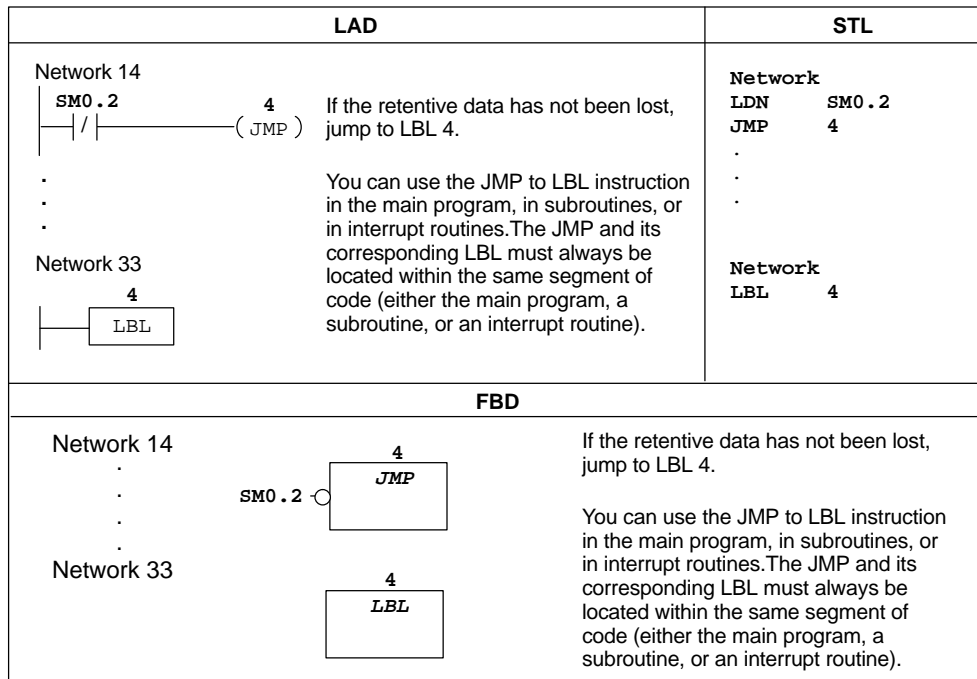 LAD
STL
Network 14
SM0.2
4
/
( JMP )
If the retentive data has not been lost,
jump to LBL 4.
.
.
.
You can use the JMP to LBL instruction
in the main program, in subroutines, or
in interrupt routines.The JMP and its
corresponding LBL must always be
located within the same segment of
code (either the main program, a
subroutine, or an interrupt routine).
Network 33
4
LBL
Network
LDN SM0.2
JMP 4
.
.
.
Network
LBL 4
FBD
Network 14
.
.
.
.
Network 33
4
JMP
SM0.2
4
LBL
If the retentive data has not been lost,
jump to LBL 4.
You can use the JMP to LBL instruction
in the main program, in subroutines, or
in interrupt routines.The JMP and its
corresponding LBL must always be
located within the same segment of
code (either the main program, a
subroutine, or an interrupt routine).